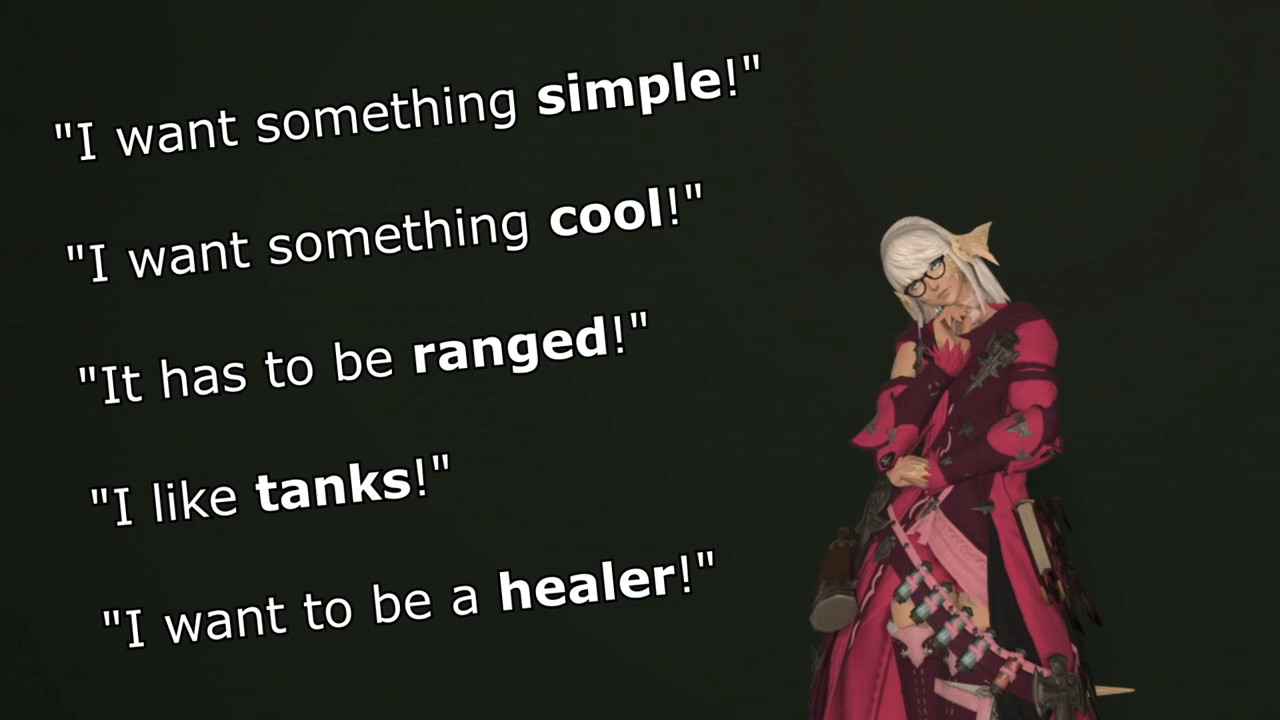 "I want something simple!"
"I want something cool!"
"It has to be ranged!"
"I like tanks!"
"I want to be a healer!"